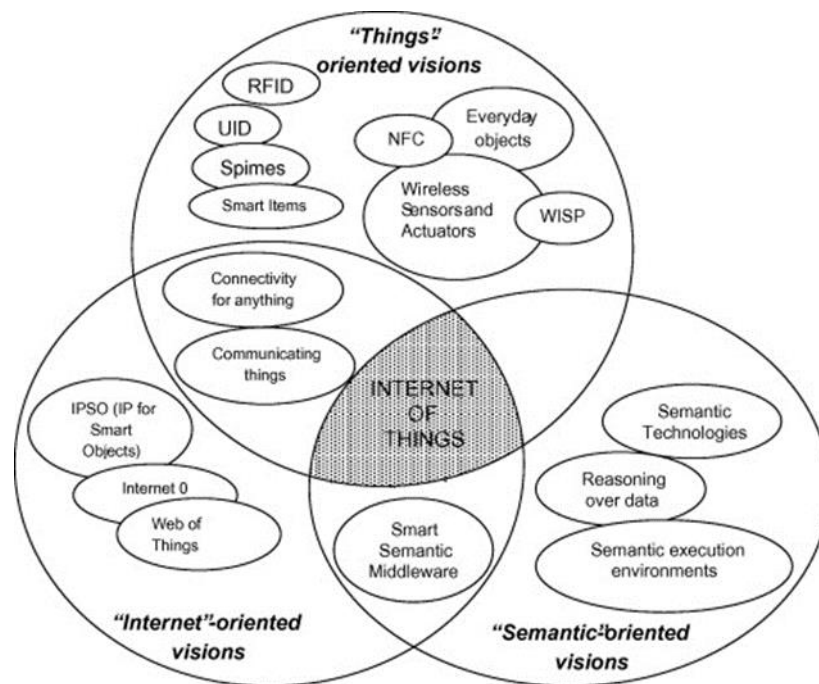 “Things”-
oriented visions
RFID
UID
Spimes
Smart Items
NFC
Everyday
objects
Wireless
Sensors and
Actuators
WISP
Connectivity
for anything
Communicating
things
INTERNET
OF
THINGS
IPSO (IP for
Smart
Objects)
Internet 0
Web of
Things
Semantic
Technologies
Reasoning
over data
Semantic execution
environments
Smart
Semantic
Middleware
“Internet”-oriented
visions
“Semantic”-oriented
visions